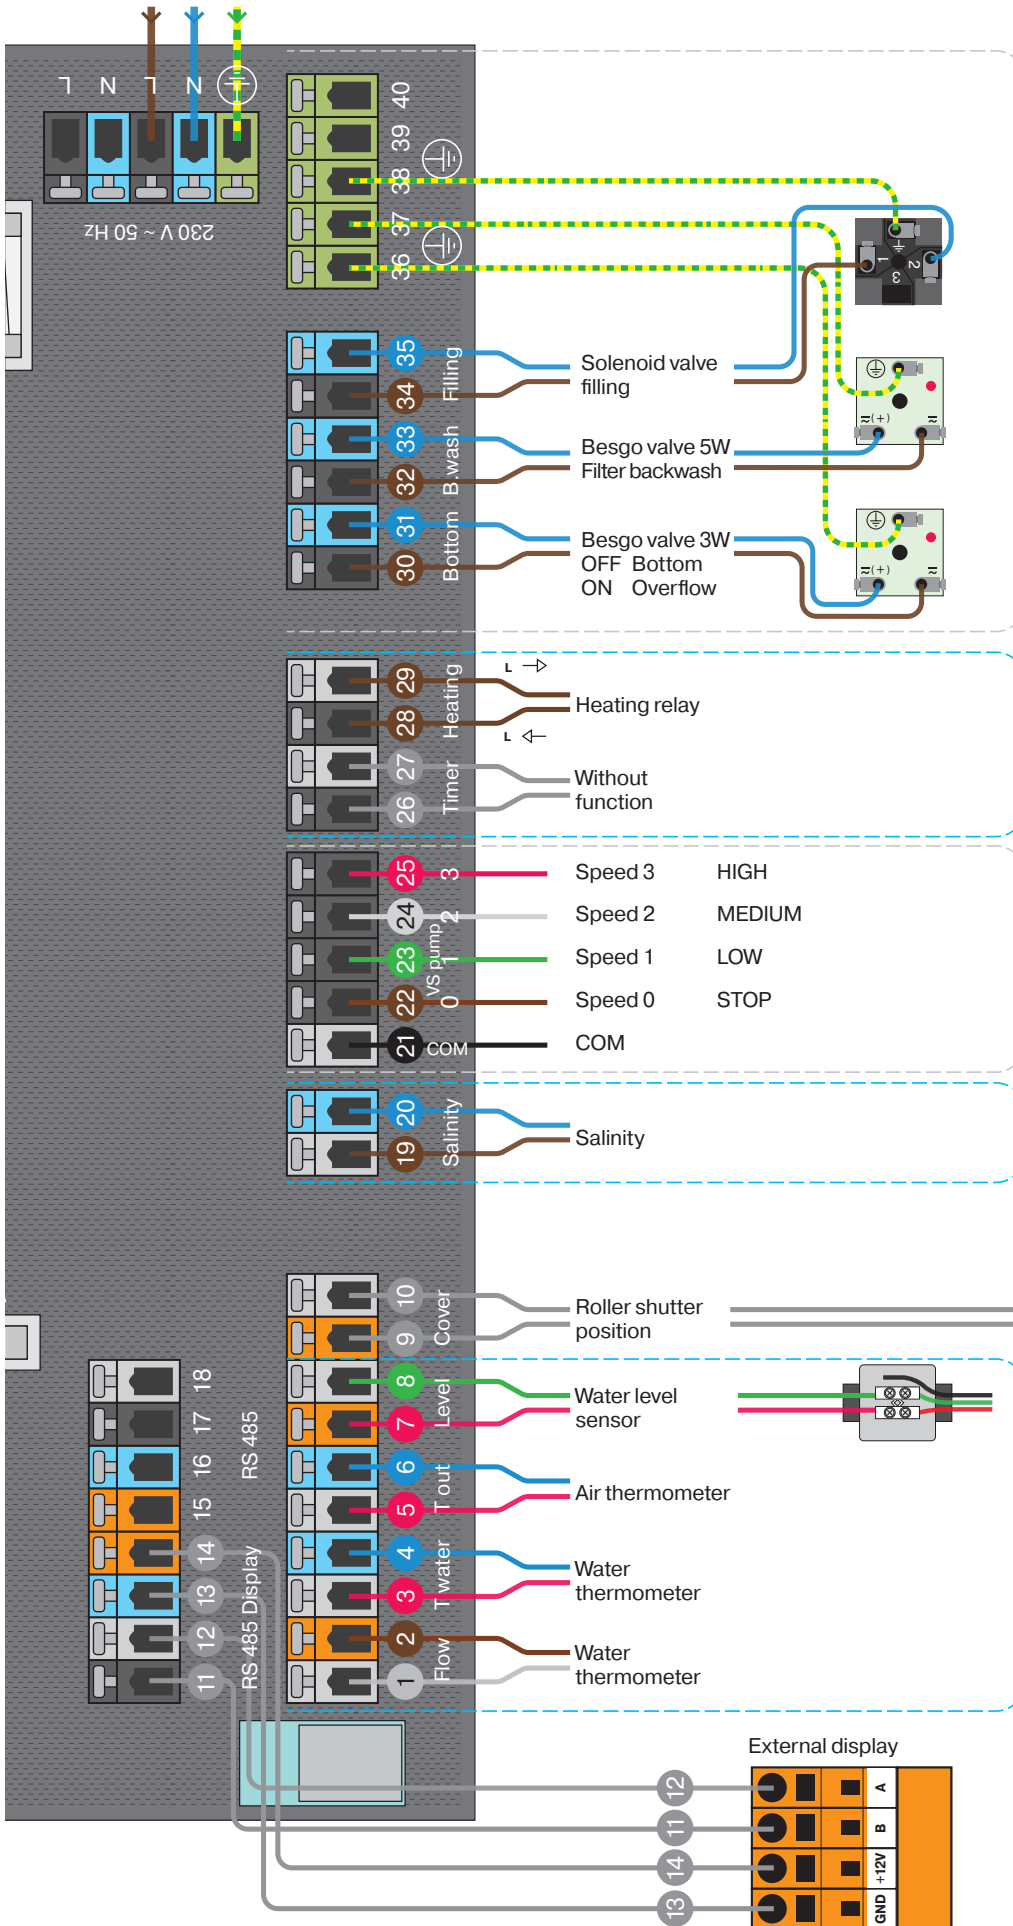 L N L N
230 V ~ 50 Hz
40
39
38
37
36
35
34
Filling
33
32
B.wash
31
30
Bottom
Solenoid valve
filling
1
2
3
Besgo valve 5W
Filter backwash
= (+)
=
Besgo valve 3W
OFF Bottom
ON Overflow
= (+)
=
29
28
Heating
27
26
Timer
L
L
Heating relay
Without
function
25 3
24 2
23 1
22 0
VS pump
21 COM
Speed 3 HIGH
Speed 2 MEDIUM
Speed 1 LOW
Speed 0 STOP
COM
20
19
Salinity
Salinity
10
9
Cover
Roller shutter
position
8
7
Level
Water level
sensor
6
5
T out
Air thermometer
4
3
T water
Water
thermometer
2
1
Flow
Water
thermometer
18
17
16
15
RS 485
14
13
12
11
RS 485 Display
External display
12 A
11 B
14 +12V
13 GND